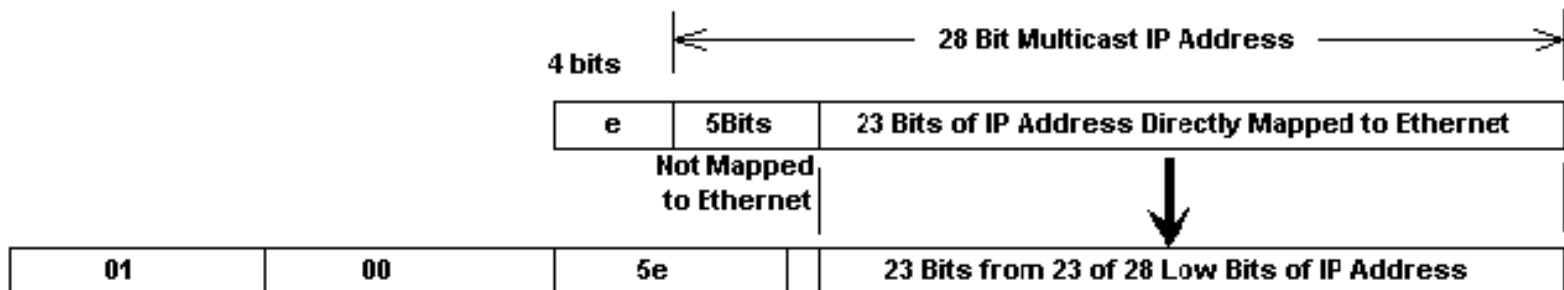 28 Bit Multicast IP Address
4 bits
e 5Bits 23 Bits of IP Address Directly Mapped to Ethernet
Not Mapped
to Ethernet
01 00 5e 23 Bits from 23 of 28 Low Bits of IP Address